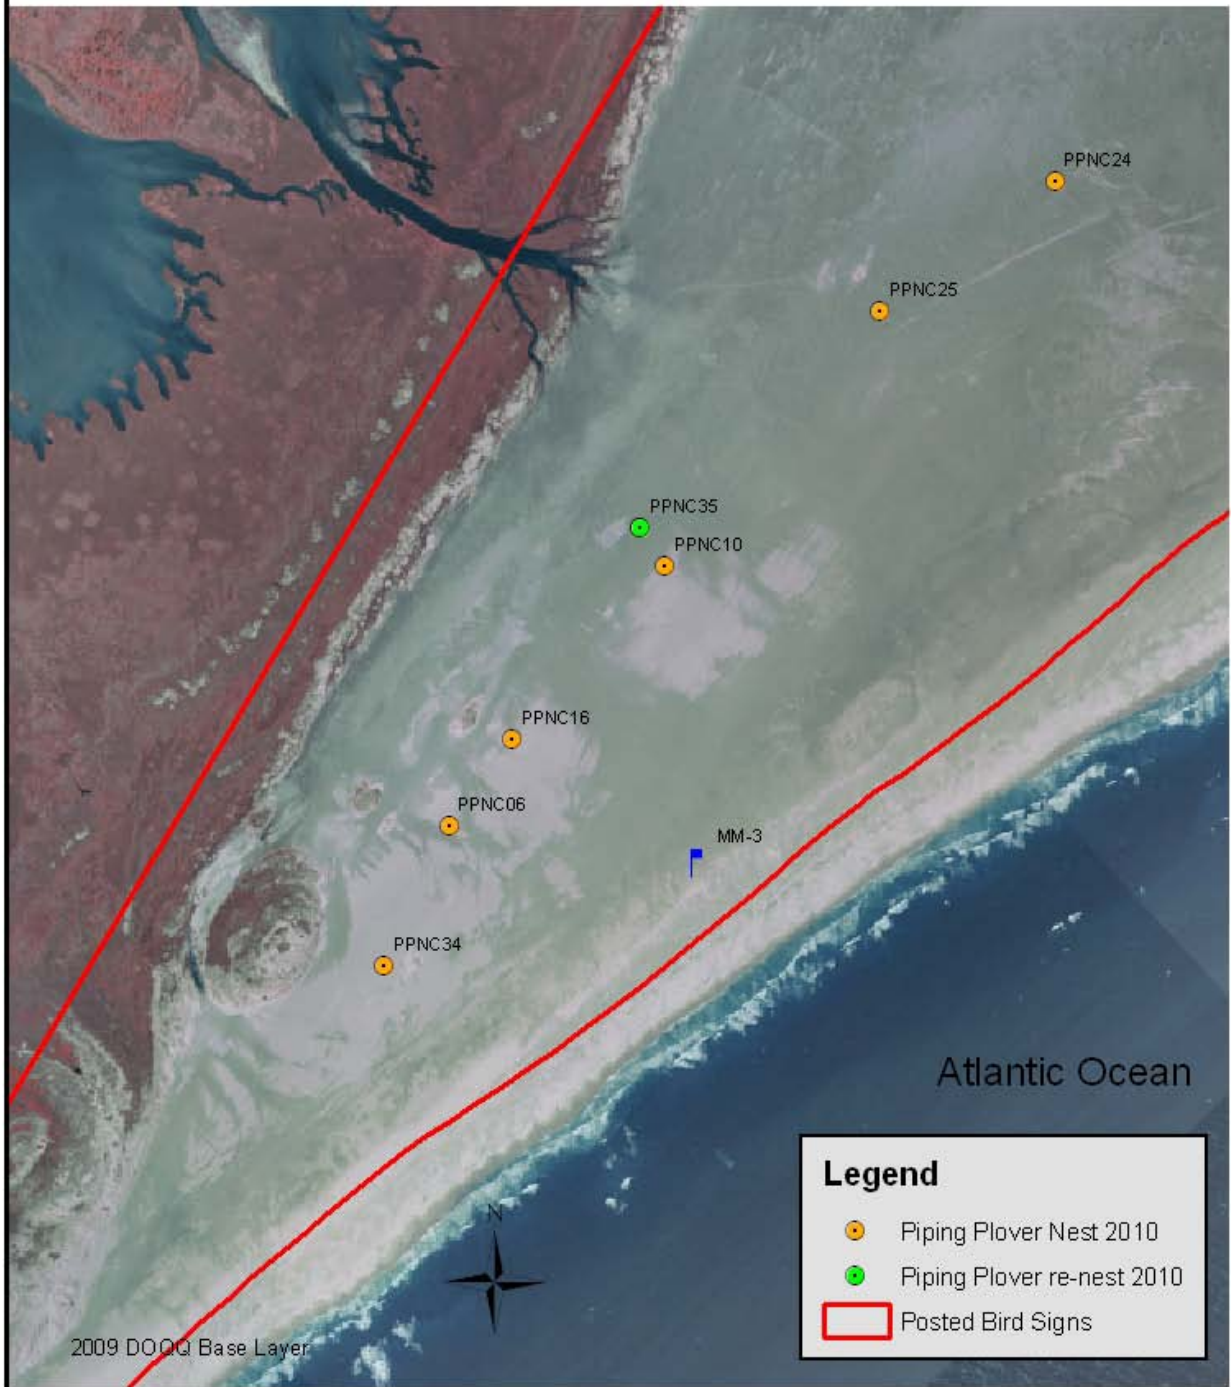 PPNC24
PPNC25
PPNC35
PPNC10
PPNC16
PPNC06
MM-3
PPNC34
Atlantic Ocean
Legend
Piping Plover Nest 2010
Piping Plover re-nest 2010
Posted Bird Signs
N
2009 DOQQ Base Layer